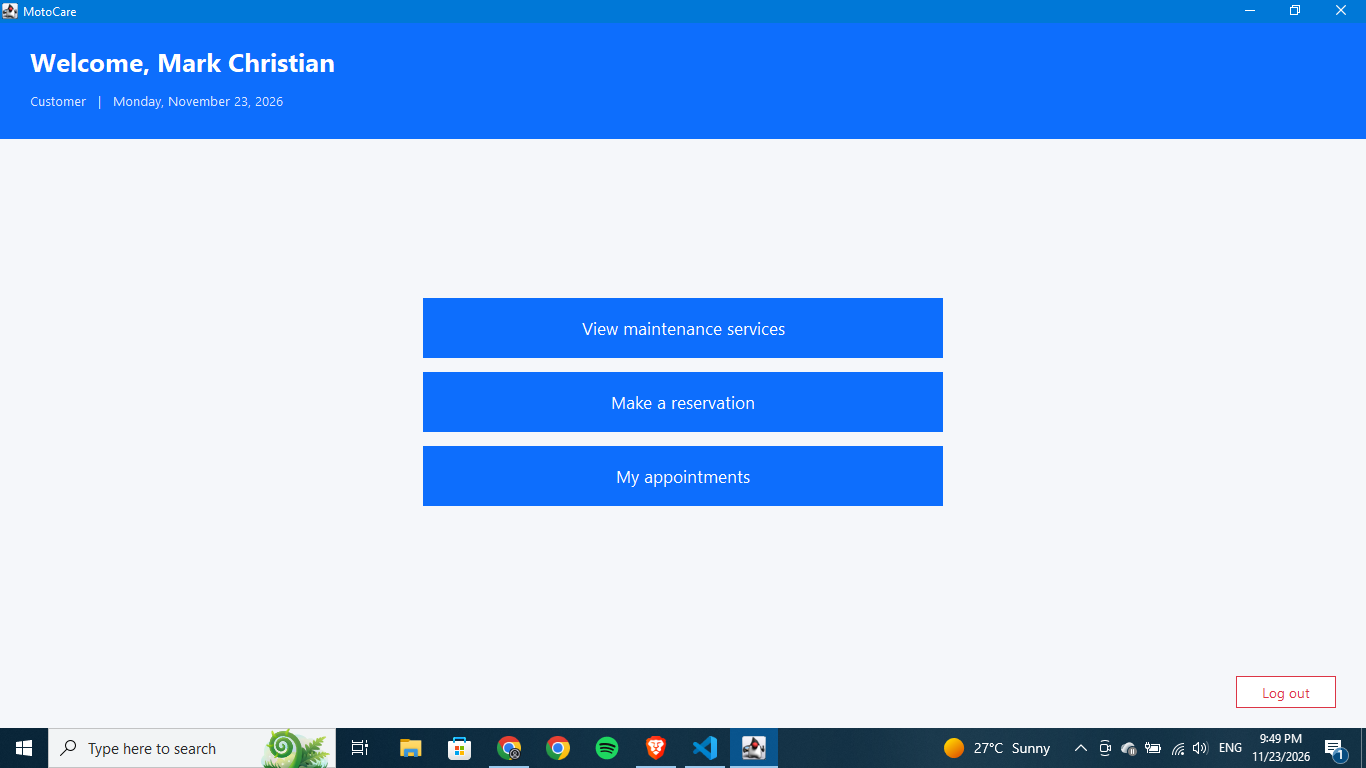 MotoCare
Welcome, Mark Christian
Customer | Monday, November 23, 2026
View maintenance services
Make a reservation
My appointments
Log out
Type here to search
27°C Sunny
ENG
9:49 PM
11/23/2026
1